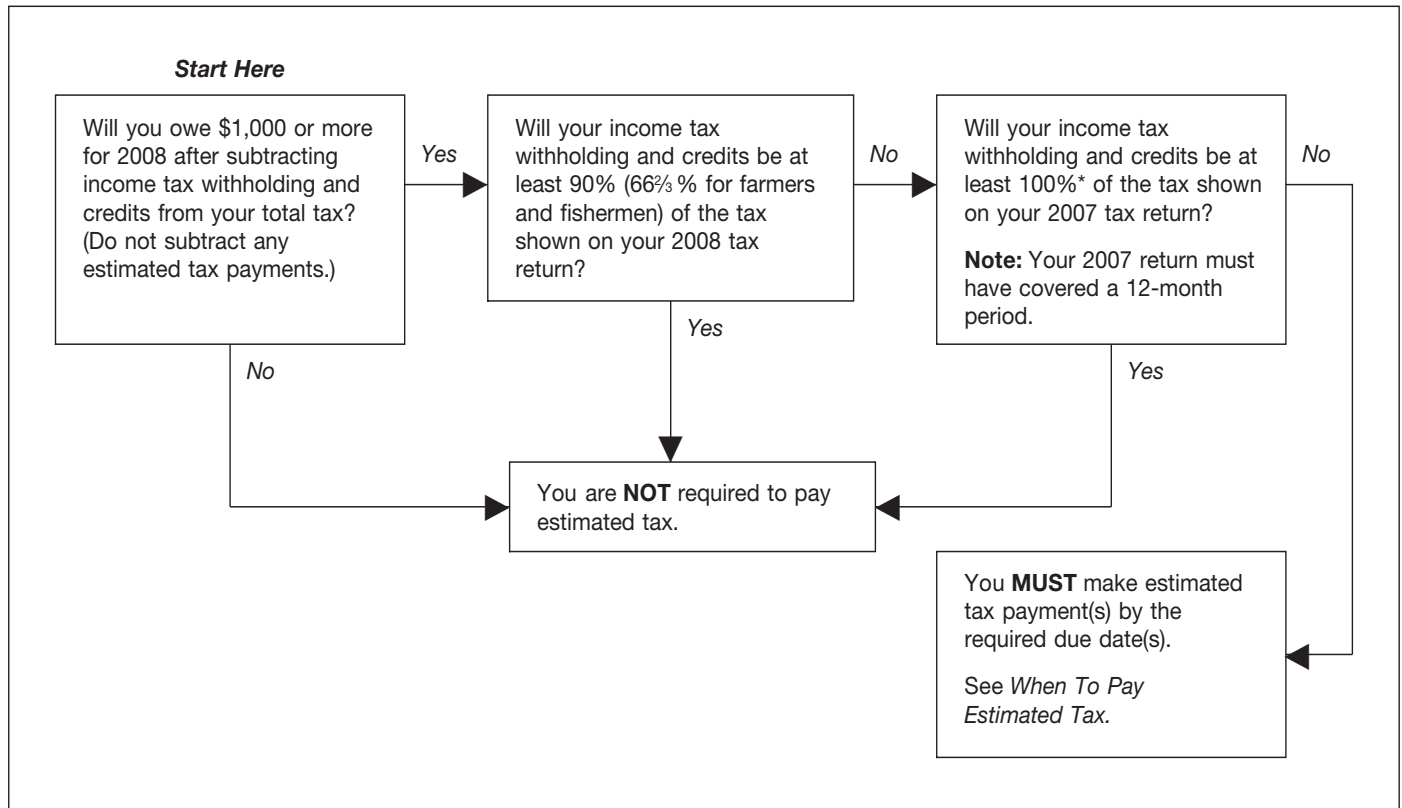 Start Here
Will you owe $1,000 or more
for 2008 after subtracting
income tax withholding and
credits from your total tax?
(Do not subtract any
estimated tax payments.)
Yes
Will your income tax
withholding and credits be at
least 90% (66⅔ % for farmers
and fishermen) of the tax
shown on your 2008 tax
return?
No
Will your income tax
withholding and credits be at
least 100%* of the tax shown
on your 2007 tax return?
Note: Your 2007 return must
have covered a 12-month
period.
No
No
Yes
Yes
You are NOT required to pay
estimated tax.
You MUST make estimated
tax payment(s) by the
required due date(s).
See When To Pay
Estimated Tax.